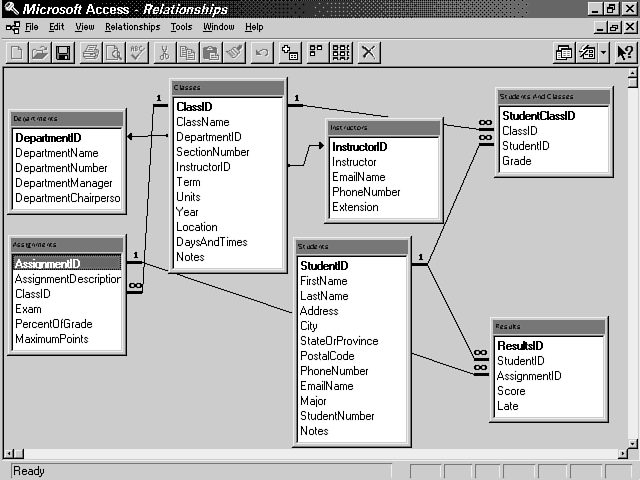 Microsoft Access - Relationships
File Edit View Relationships Tools Window Help
ABC
Departments
DepartmentID
DepartmentName
DepartmentNumber
DepartmentManager
DepartmentChairperso
Classes
ClassID
ClassName
DepartmentID
SectionNumber
InstructorID
Term
Units
Year
Location
DaysAndTimes
Notes
Instructors
InstructorID
Instructor
EmailName
PhoneNumber
Extension
Students And Classes
StudentClassID
ClassID
StudentID
Grade
Assignments
AssignmentID
AssignmentDescription
ClassID
Exam
PercentOfGrade
MaximumPoints
Students
StudentID
FirstName
LastName
Address
City
StateOrProvince
PostalCode
PhoneNumber
EmailName
Major
StudentNumber
Notes
Results
ResultsID
StudentID
AssignmentID
Score
Late
1
1
1
1
∞
∞
∞
∞
∞
Ready